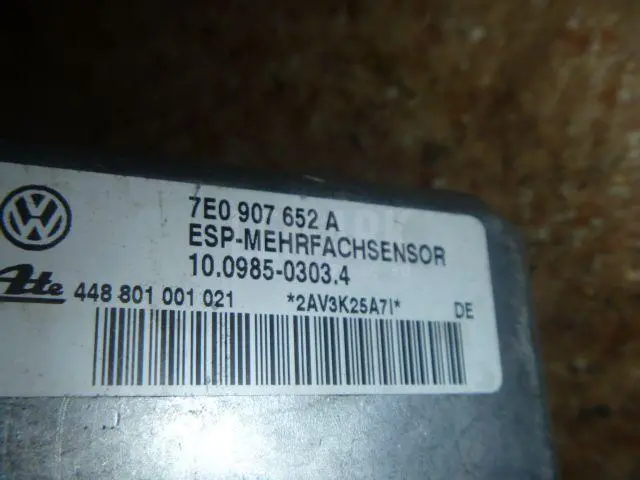 7E0 907 652 A
ESP-MEHRFACHSENSOR
10.0985-0303.4
Ate 448 801 001 021 *2AV3K25A7I* DE